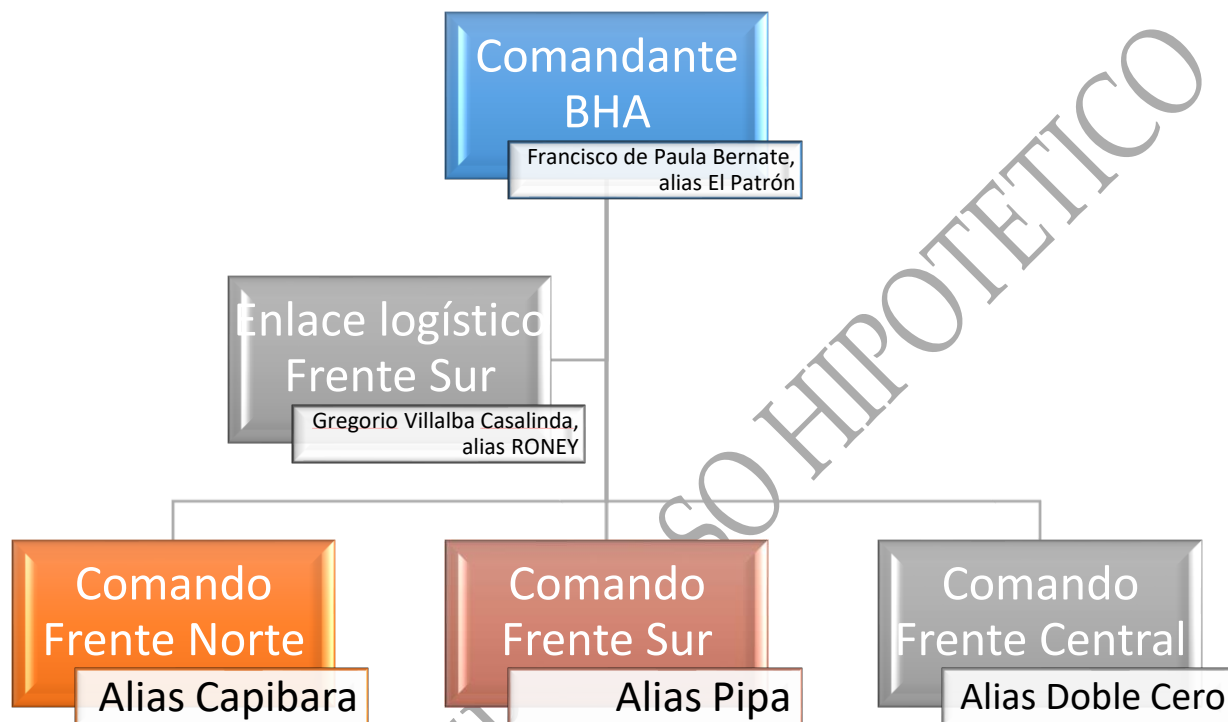 Comandante
BHA
Francisco de Paula Bernate,
alias El Patrón
Enlace logístico
Frente Sur
Gregorio Villalba Casalinda,
alias RONEY
Comando
Frente Norte
Alias Capibara
Comando
Frente Sur
Alias Pipa
Comando
Frente Central
Alias Doble Cero
SO HIPOTETICO